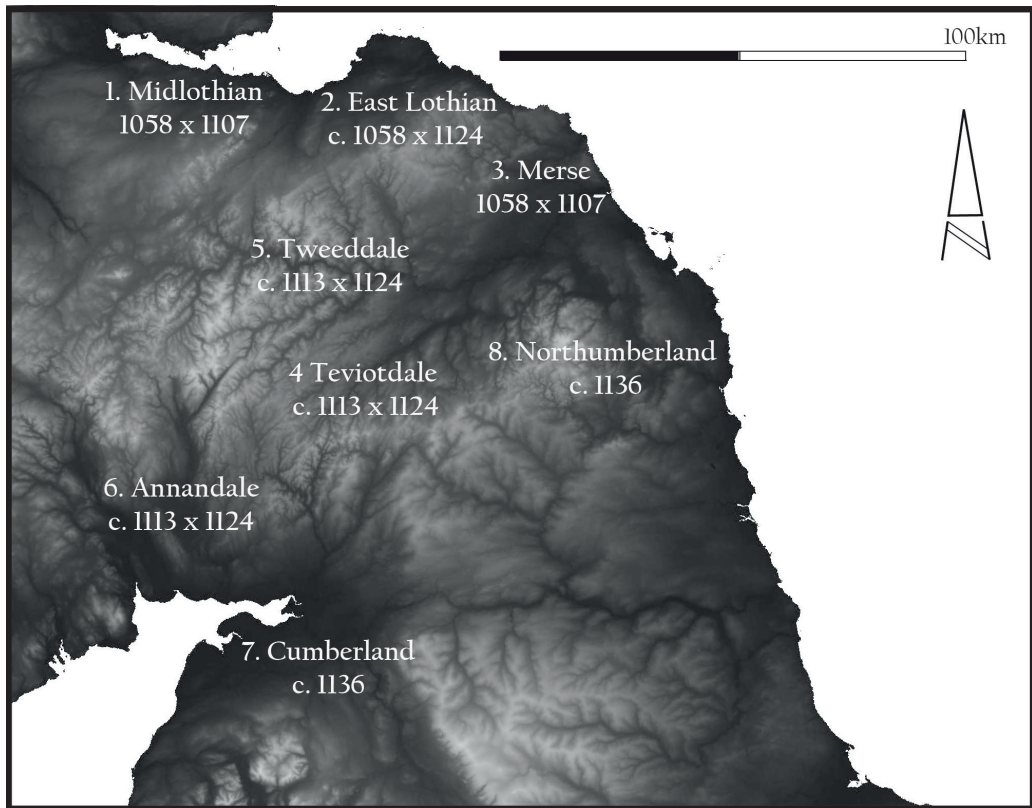 100km
1. Midlothian
1058 x 1107
2. East Lothian
c. 1058 x 1124
3. Merse
1058 x 1107
5. Tweeddale
c. 1113 x 1124
8. Northumberland
c. 1136
4 Teviotdale
c. 1113 x 1124
6. Annandale
c. 1113 x 1124
7. Cumberland
c. 1136